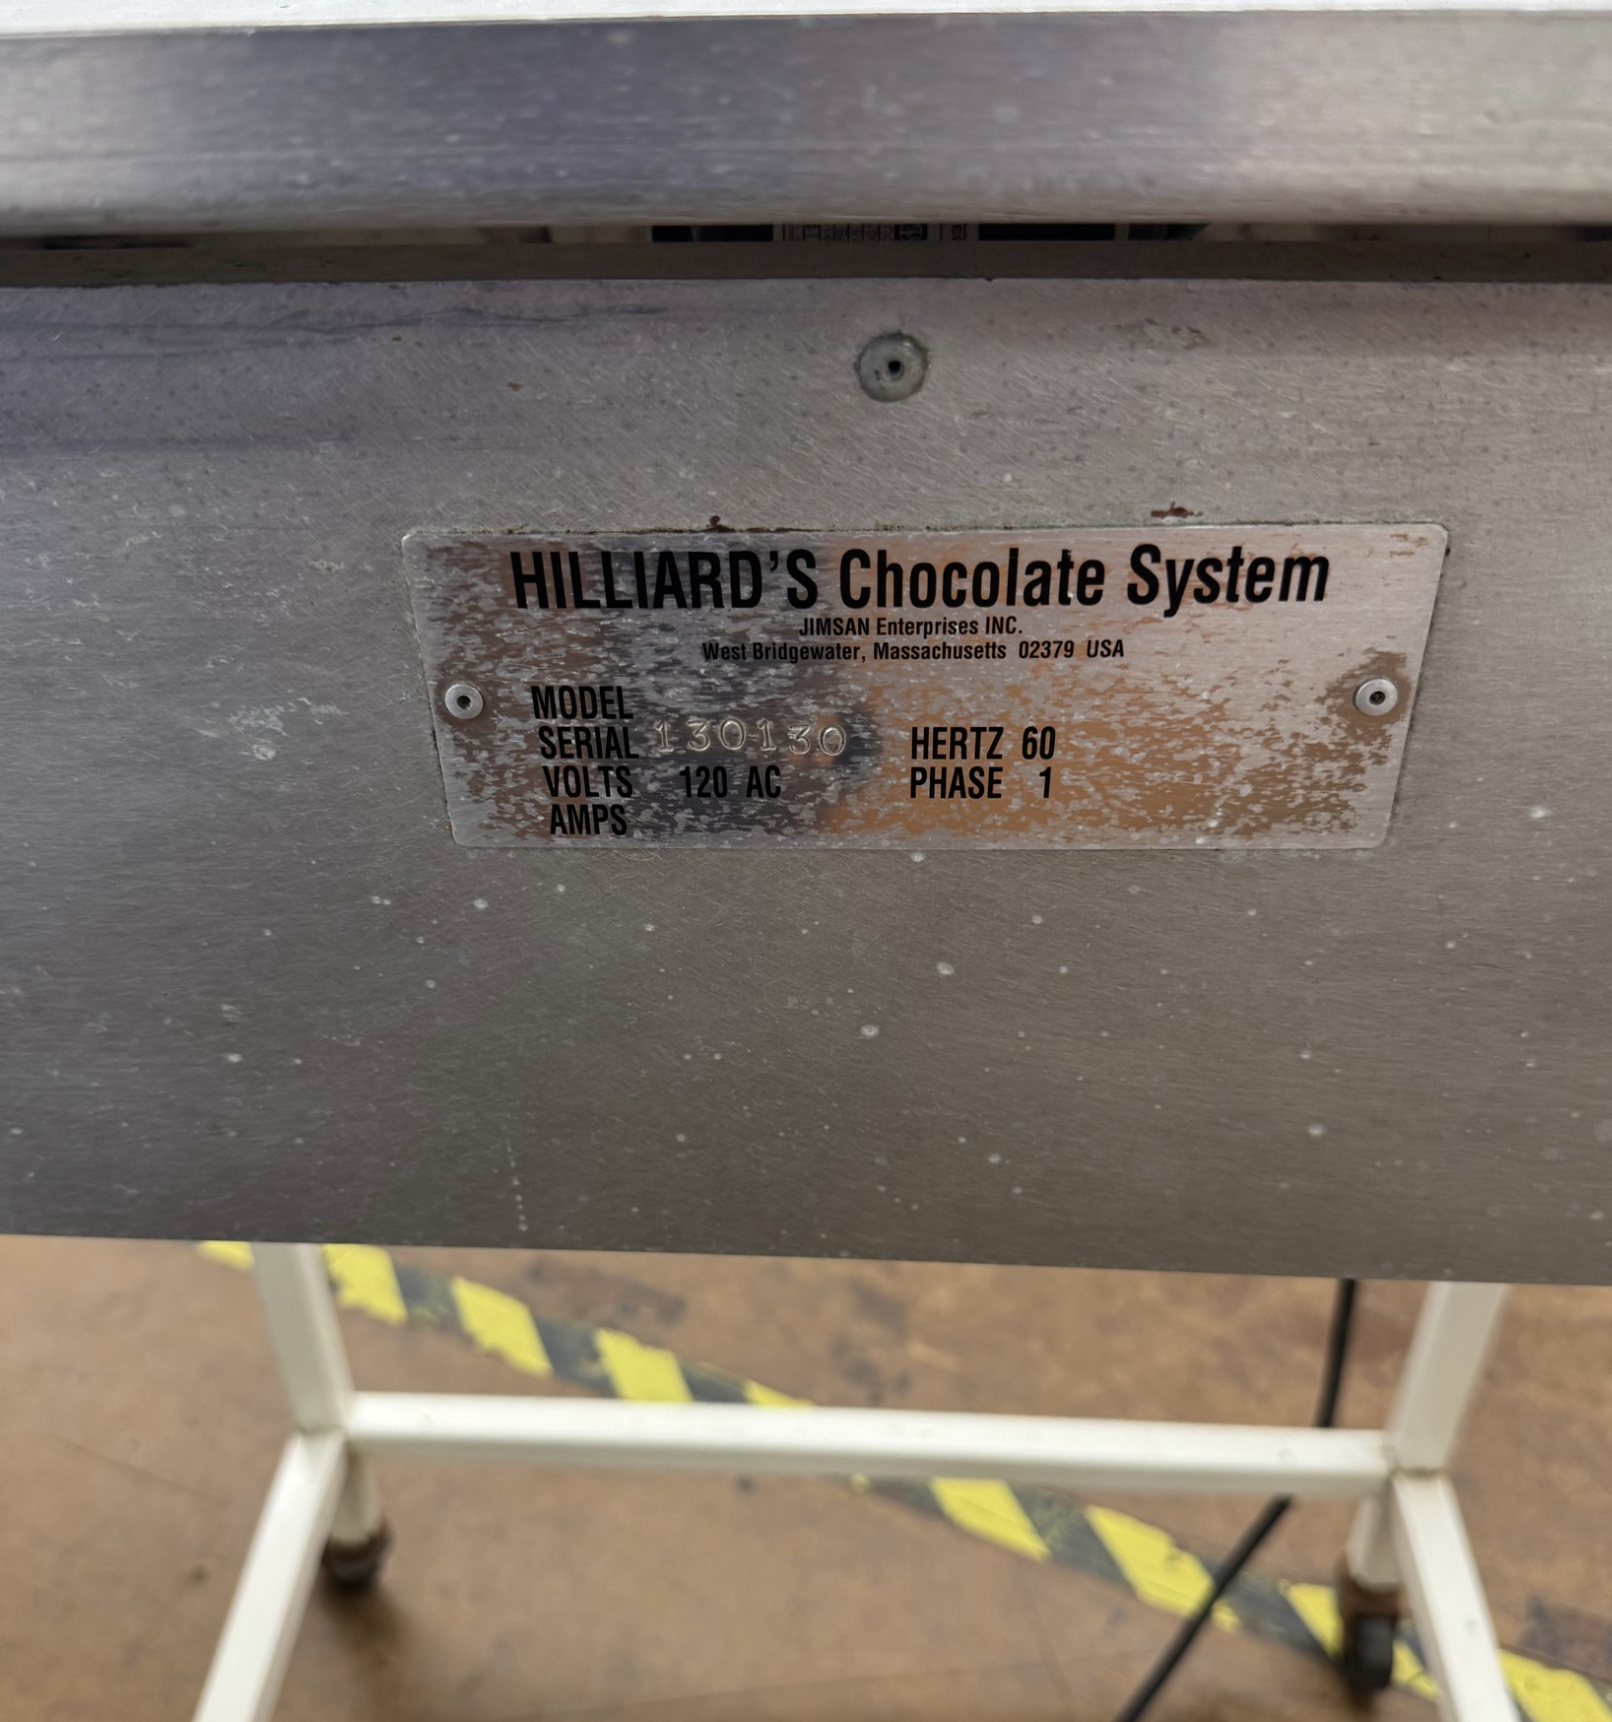 HILLIARD'S Chocolate System
JIMSAN Enterprises INC.
West Bridgewater, Massachusetts 02379 USA
MODEL
SERIAL 130130 HERTZ 60
VOLTS 120 AC PHASE 1
AMPS